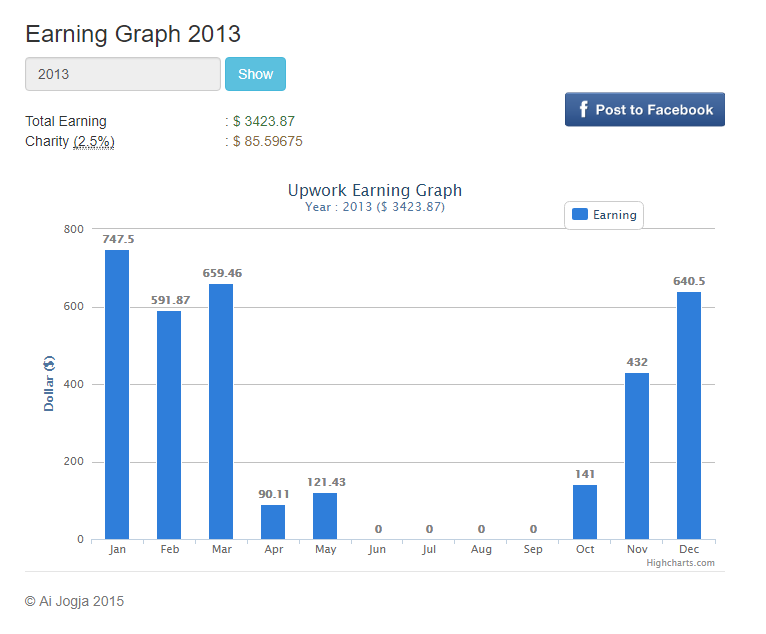 Earning Graph 2013
2013 Show
Total Earning : $ 3423.87
Charity (2.5%) : $ 85.59675
f Post to Facebook
Upwork Earning Graph
Year : 2013 ($ 3423.87)
Earning
Dollar ($)
800
600
400
200
0
747.5
591.87
659.46
90.11
121.43
0
0
0
0
141
432
640.5
Jan Feb Mar Apr May Jun Jul Aug Sep Oct Nov Dec
Highcharts.com
© Ai Jogja 2015